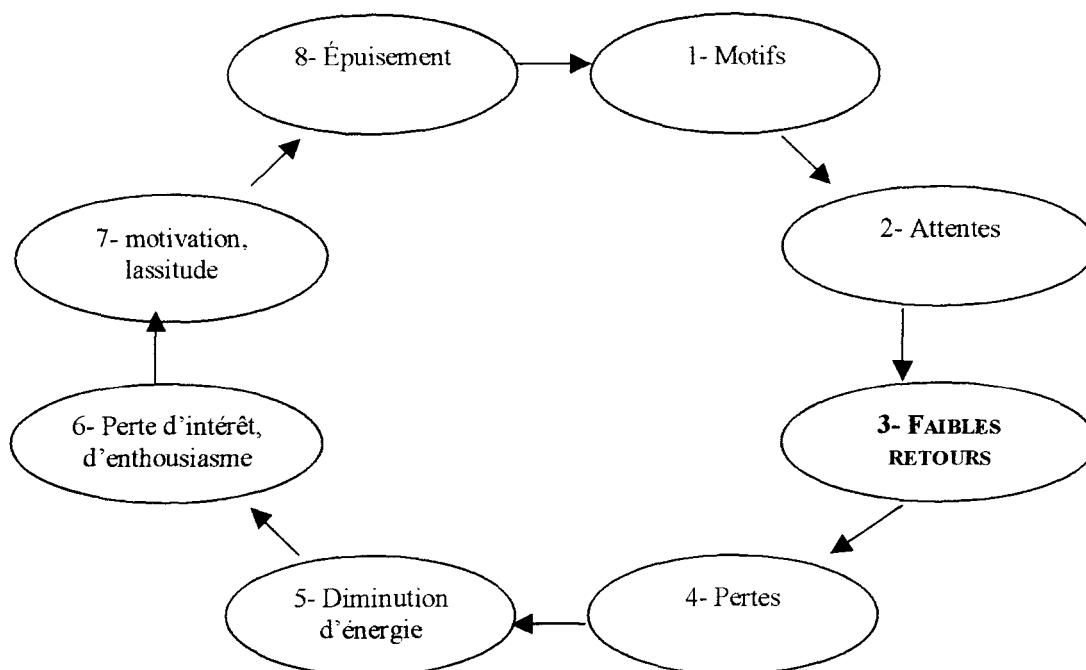 8- Épuisement
1- Motifs
2- Attentes
3- FAIBLES
RETOURS
4- Pertes
5- Diminution
d'énergie
6- Perte d'intérêt,
d'enthousiasme
7- motivation,
lassitude